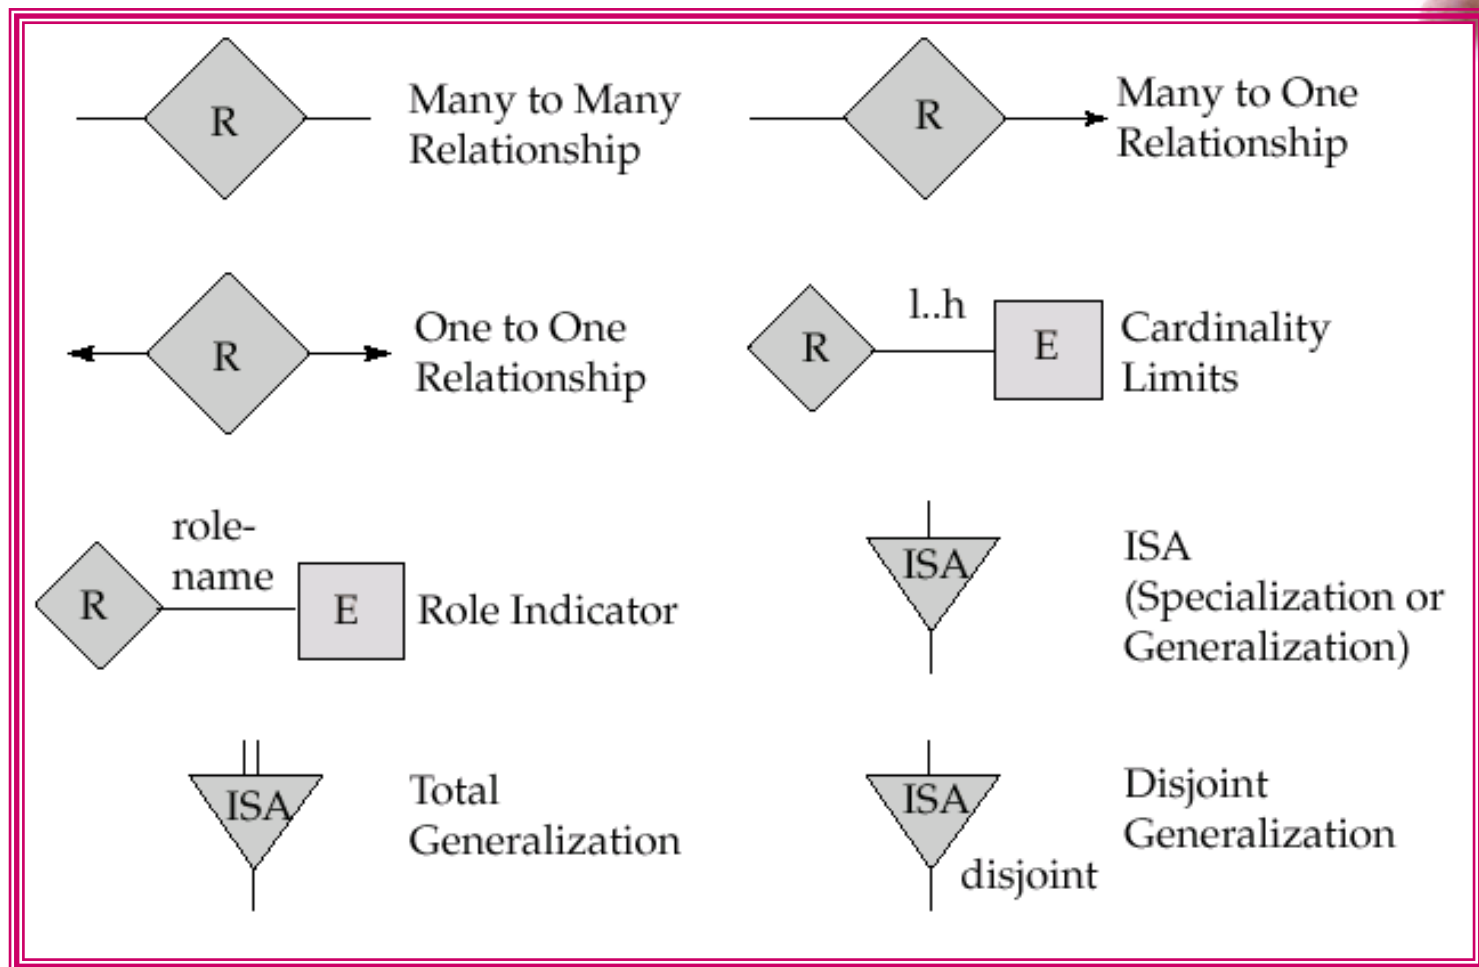 R
Many to Many
Relationship
R
Many to One
Relationship
R
One to One
Relationship
R
l..h
E
Cardinality
Limits
R
role-
name
E
Role Indicator
ISA
ISA
(Specialization or
Generalization)
ISA
Total
Generalization
ISA
disjoint
Disjoint
Generalization